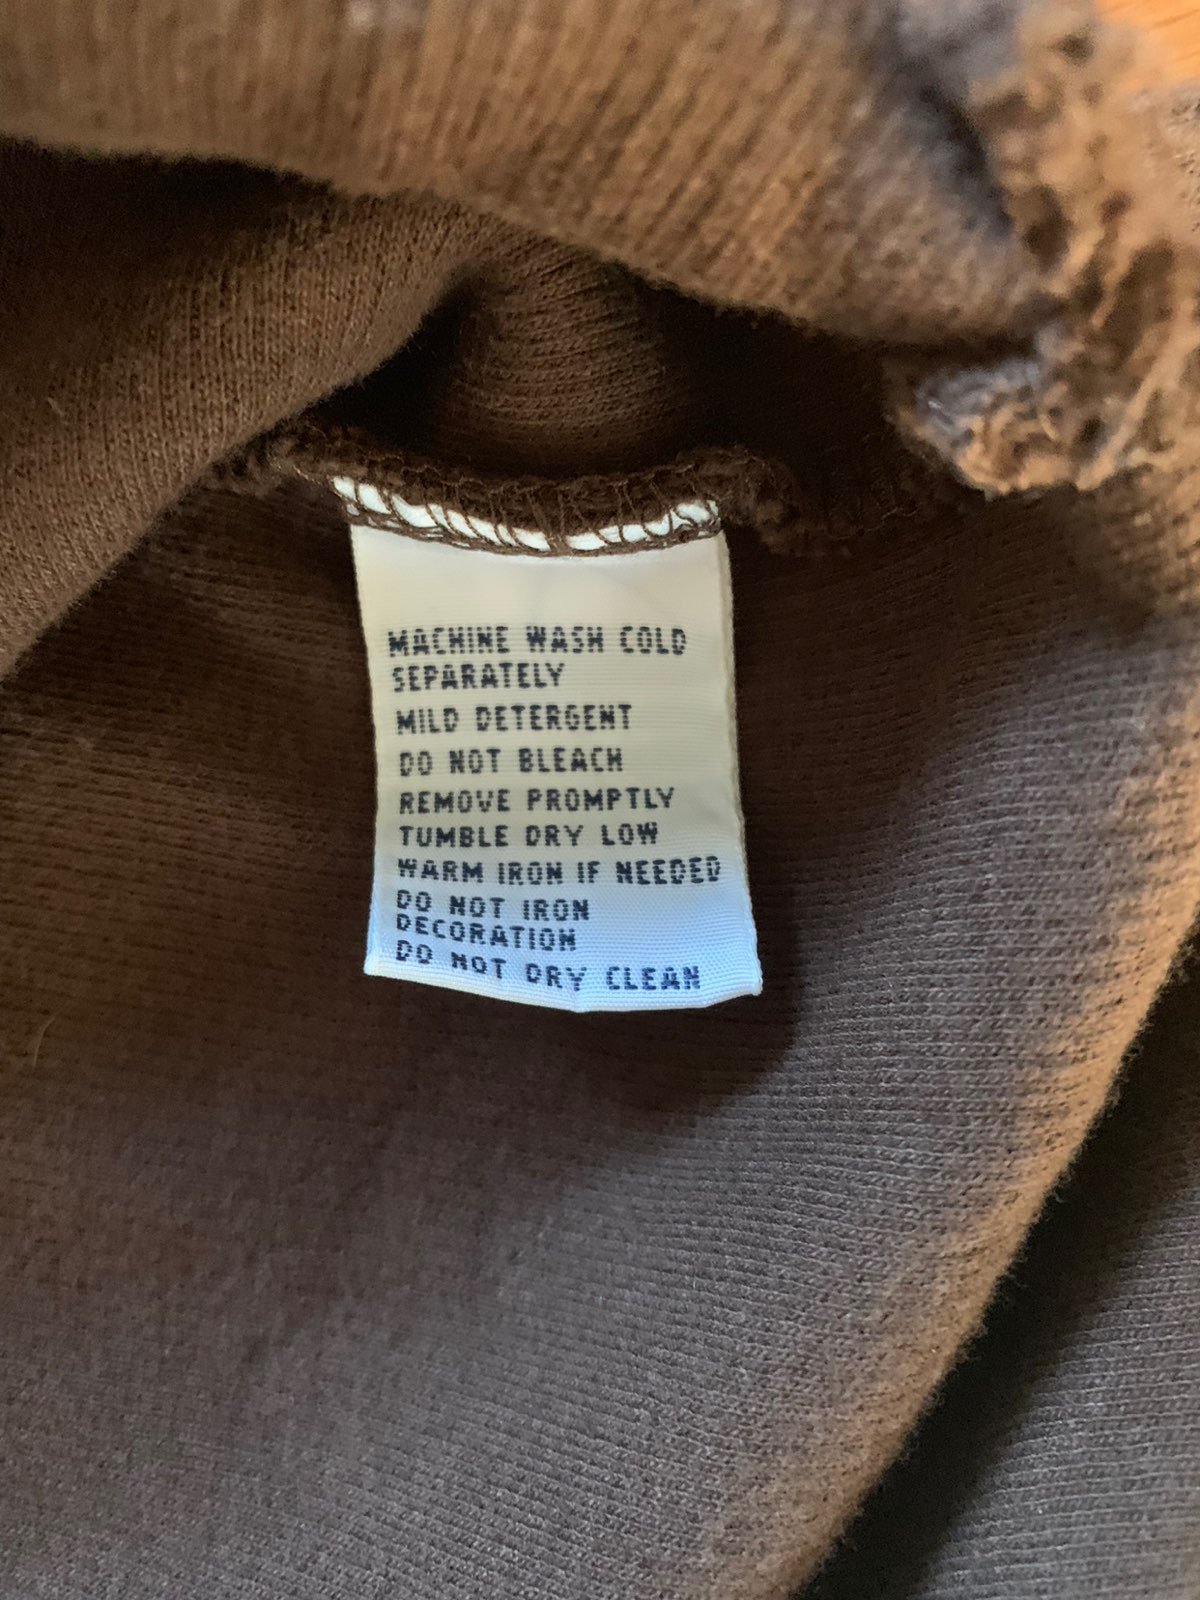 MACHINE WASH COLD
SEPARATELY
MILD DETERGENT
DO NOT BLEACH
REMOVE PROMPTLY
TUMBLE DRY LOW
WARM IRON IF NEEDED
DO NOT IRON
DECORATION
DO NOT DRY CLEAN